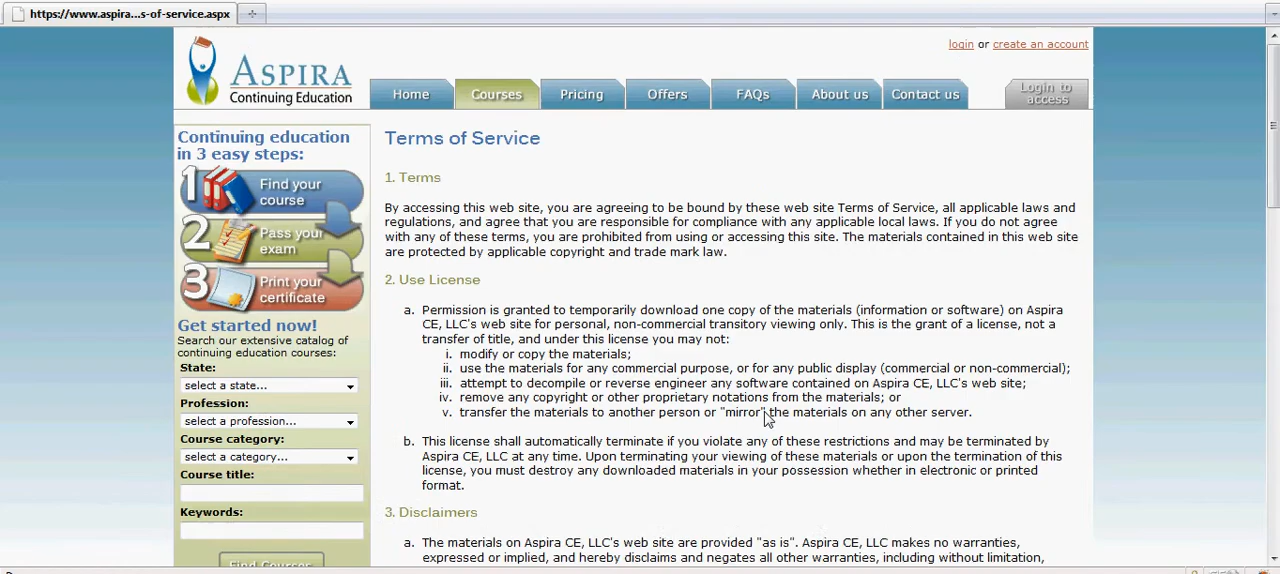 https://www.aspira...s-of-service.aspx
login or create an account
ASPIRA
Continuing Education
Home
Courses
Pricing
Offers
FAQs
About us
Contact us
Login to
access
Continuing education
in 3 easy steps:
1 Find your
course
2 Pass your
exam
3 Print your
certificate
Get started now!
Search our extensive catalog of
continuing education courses:
State:
select a state...
Profession:
select a profession...
Course category:
select a category...
Course title:
Keywords:
Find Courses
Terms of Service
1. Terms
By accessing this web site, you are agreeing to be bound by these web site Terms of Service, all applicable laws and
regulations, and agree that you are responsible for compliance with any applicable local laws. If you do not agree
with any of these terms, you are prohibited from using or accessing this site. The materials contained in this web site
are protected by applicable copyright and trade mark law.
2. Use License
a. Permission is granted to temporarily download one copy of the materials (information or software) on Aspira
CE, LLC's web site for personal, non-commercial transitory viewing only. This is the grant of a license, not a
transfer of title, and under this license you may not:
i. modify or copy the materials;
ii. use the materials for any commercial purpose, or for any public display (commercial or non-commercial);
iii. attempt to decompile or reverse engineer any software contained on Aspira CE, LLC's web site;
iv. remove any copyright or other proprietary notations from the materials; or
v. transfer the materials to another person or "mirror" the materials on any other server.
b. This license shall automatically terminate if you violate any of these restrictions and may be terminated by
Aspira CE, LLC at any time. Upon terminating your viewing of these materials or upon the termination of this
license, you must destroy any downloaded materials in your possession whether in electronic or printed
format.
3. Disclaimers
a. The materials on Aspira CE, LLC's web site are provided "as is". Aspira CE, LLC makes no warranties,
expressed or implied, and hereby disclaims and negates all other warranties, including without limitation,